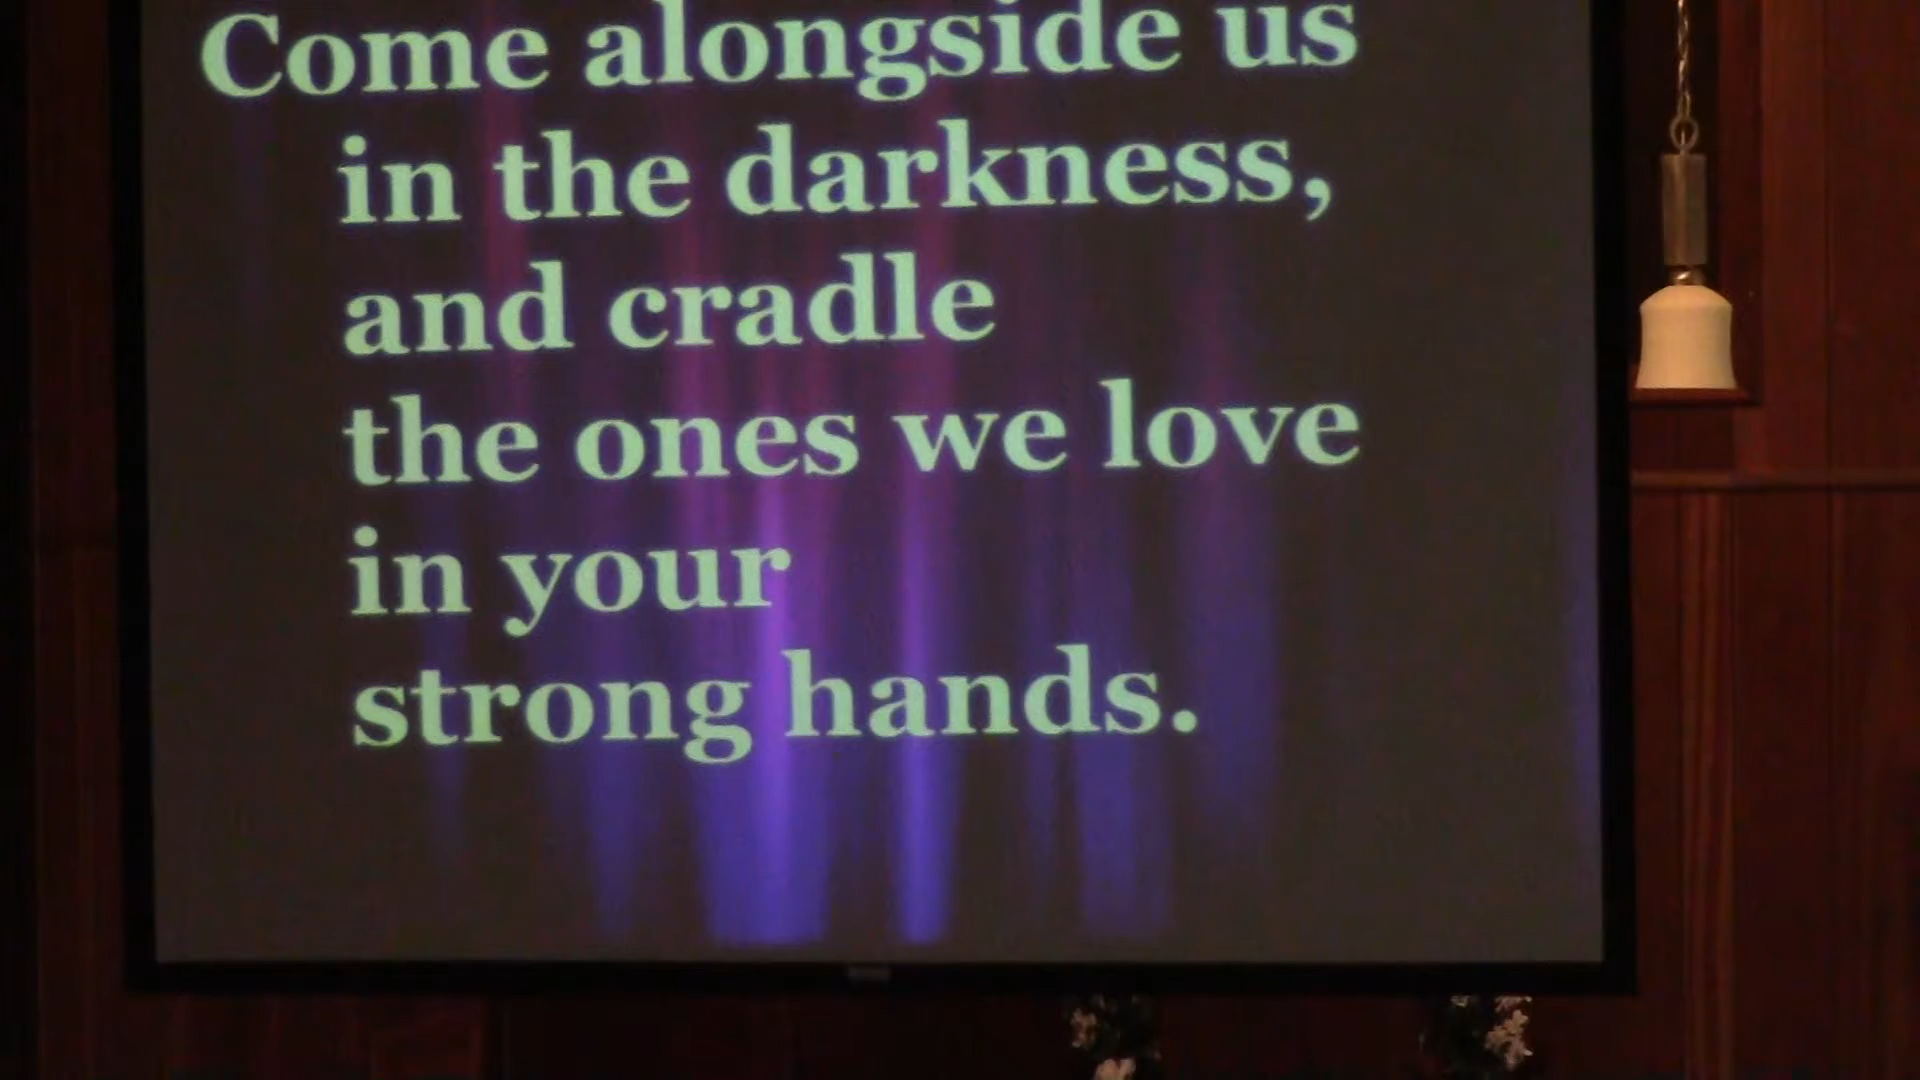 Come alongside us
in the darkness,
and cradle
the ones we love
in your
strong hands.